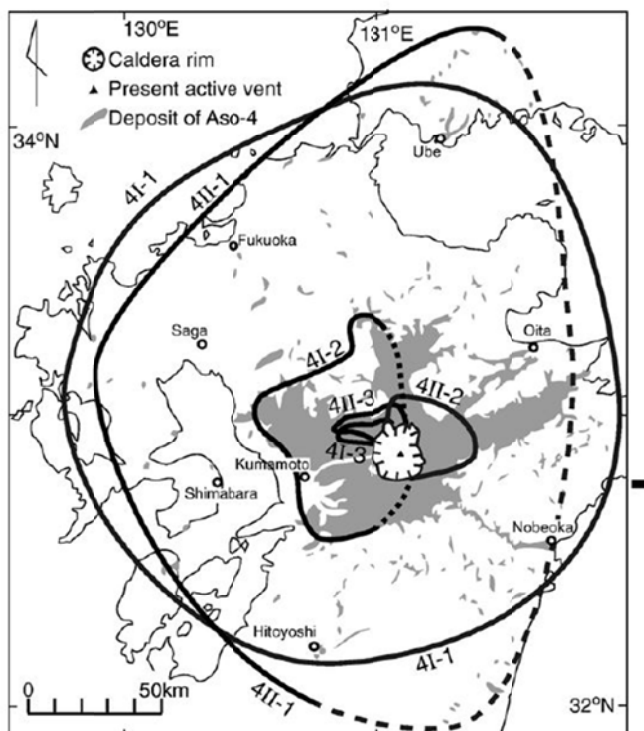 130°E
131°E
Caldera rim
Present active vent
Deposit of Aso-4
34°N
Ube
4I-1
4II-1
Fukuoka
Saga
Oita
4I-2
4II-3
4II-2
4I-3
Kumamoto
Shimabara
Nobeoka
Hitoyoshi
4I-1
0 50km
4II-1
32°N